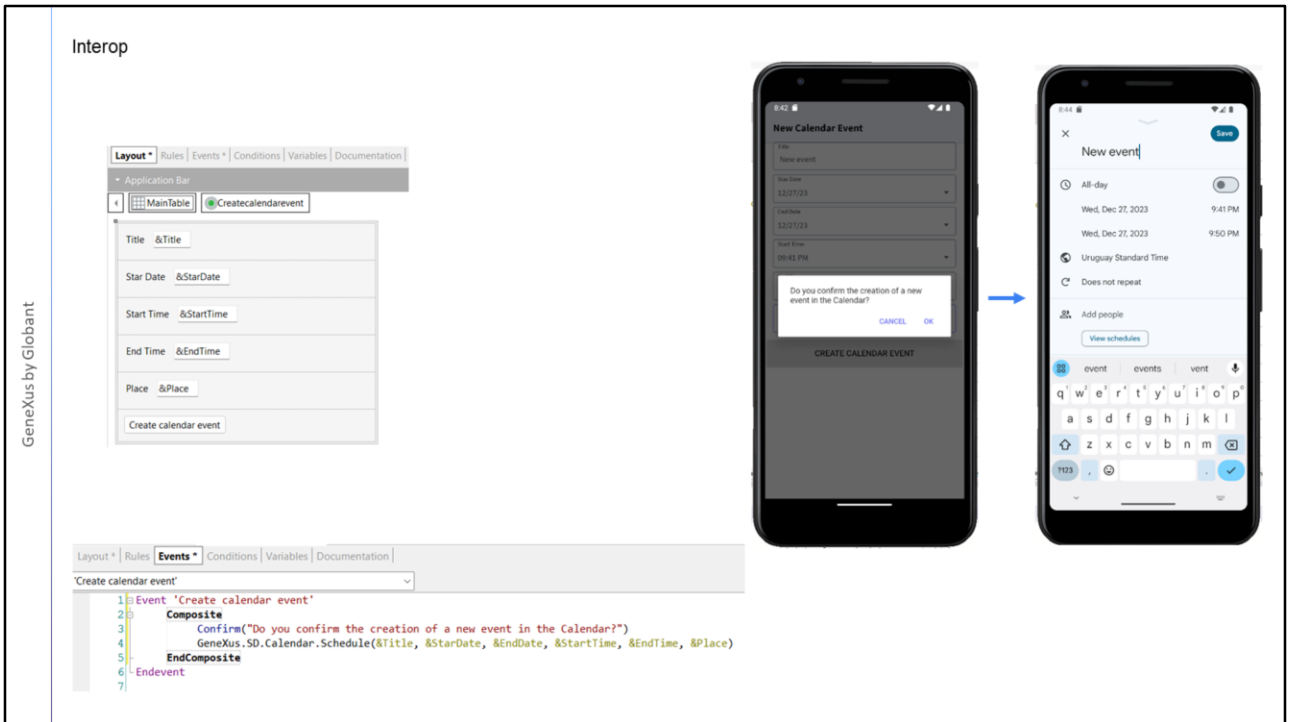 Interop
GeneXus by Globant
Layout * Rules Events * Conditions Variables Documentation
Application Bar
MainTable Createcalendarevent
Title &Title
Star Date &StarDate
Start Time &StartTime
End Time &EndTime
Place &Place
Create calendar event
Layout * Rules Events * Conditions Variables Documentation
'Create calendar event'
1 Event 'Create calendar event'
2 Composite
3 Confirm("Do you confirm the creation of a new event in the Calendar?")
4 GeneXus.SD.Calendar.Schedule(&Title, &StarDate, &EndDate, &StartTime, &EndTime, &Place)
5 EndComposite
6 Endevent
7
8:42
New Calendar Event
Title
New event
Star Date
12/27/23
End Date
12/27/23
Start Time
09:41 PM
Do you confirm the creation of a new
event in the Calendar?
CANCEL OK
CREATE CALENDAR EVENT
8:44
Save
New event
All-day
Wed, Dec 27, 2023 9:41 PM
Wed, Dec 27, 2023 9:50 PM
Uruguay Standard Time
Does not repeat
Add people
View schedules
event events vent
q w e r t y u i o p
a s d f g h j k l
z x c v b n m
?123 , .